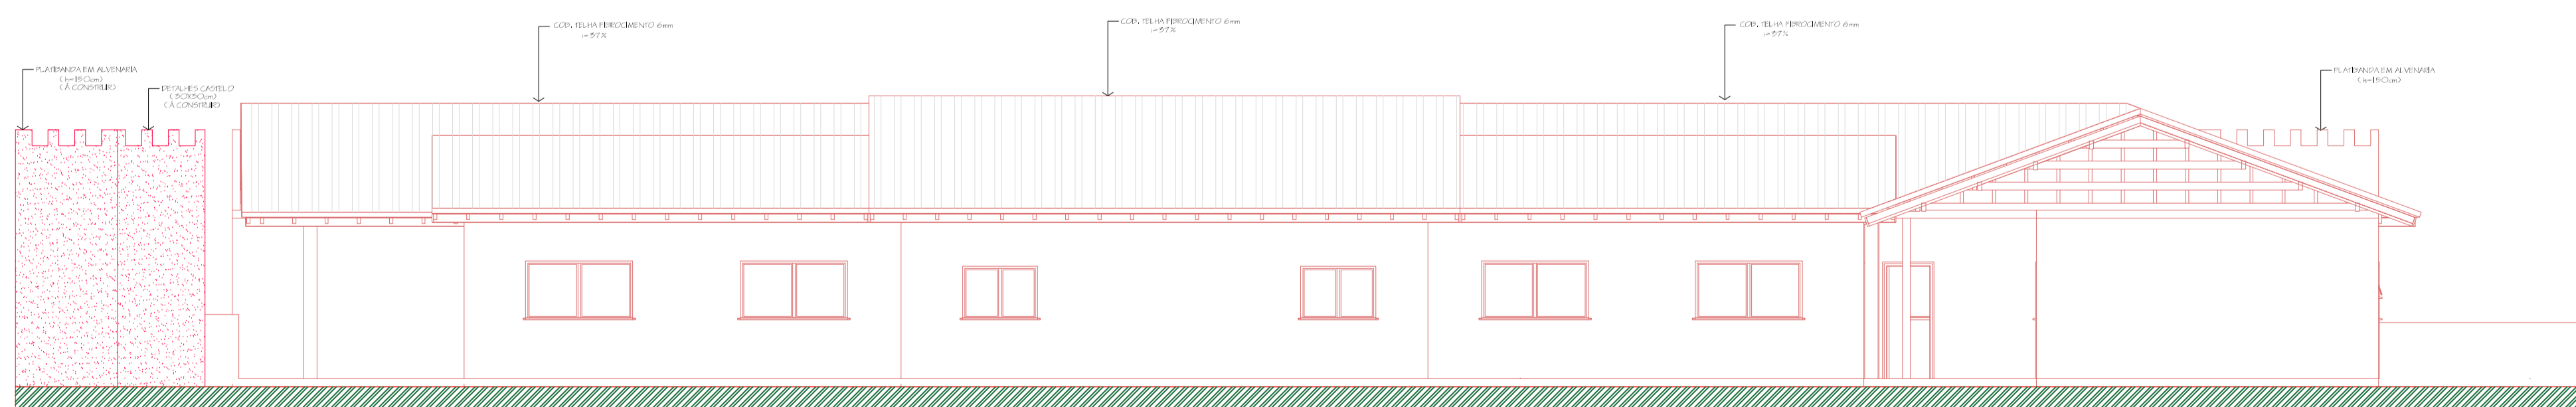 COB. TELHA FIBROCIMENTO 6mm
i=37%
COB. TELHA FIBROCIMENTO 6mm
i=37%
COB. TELHA FIBROCIMENTO 6mm
i=37%
PLATIBANDA EM ALVENARIA
(h=150cm)
(À CONSTRUIR)
DETALHES CASTELO
(30X30cm)
(À CONSTRUIR)
PLATIBANDA EM ALVENARIA
(h=150cm)